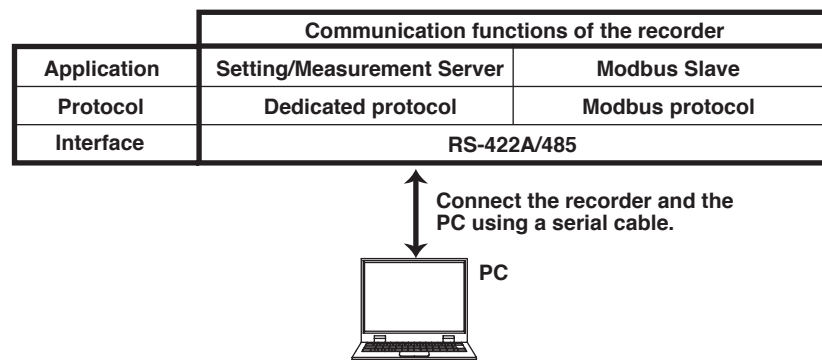 Communication functions of the recorder
Application Setting/Measurement Server Modbus Slave
Protocol Dedicated protocol Modbus protocol
Interface RS-422A/485
Connect the recorder and the
PC using a serial cable.
PC